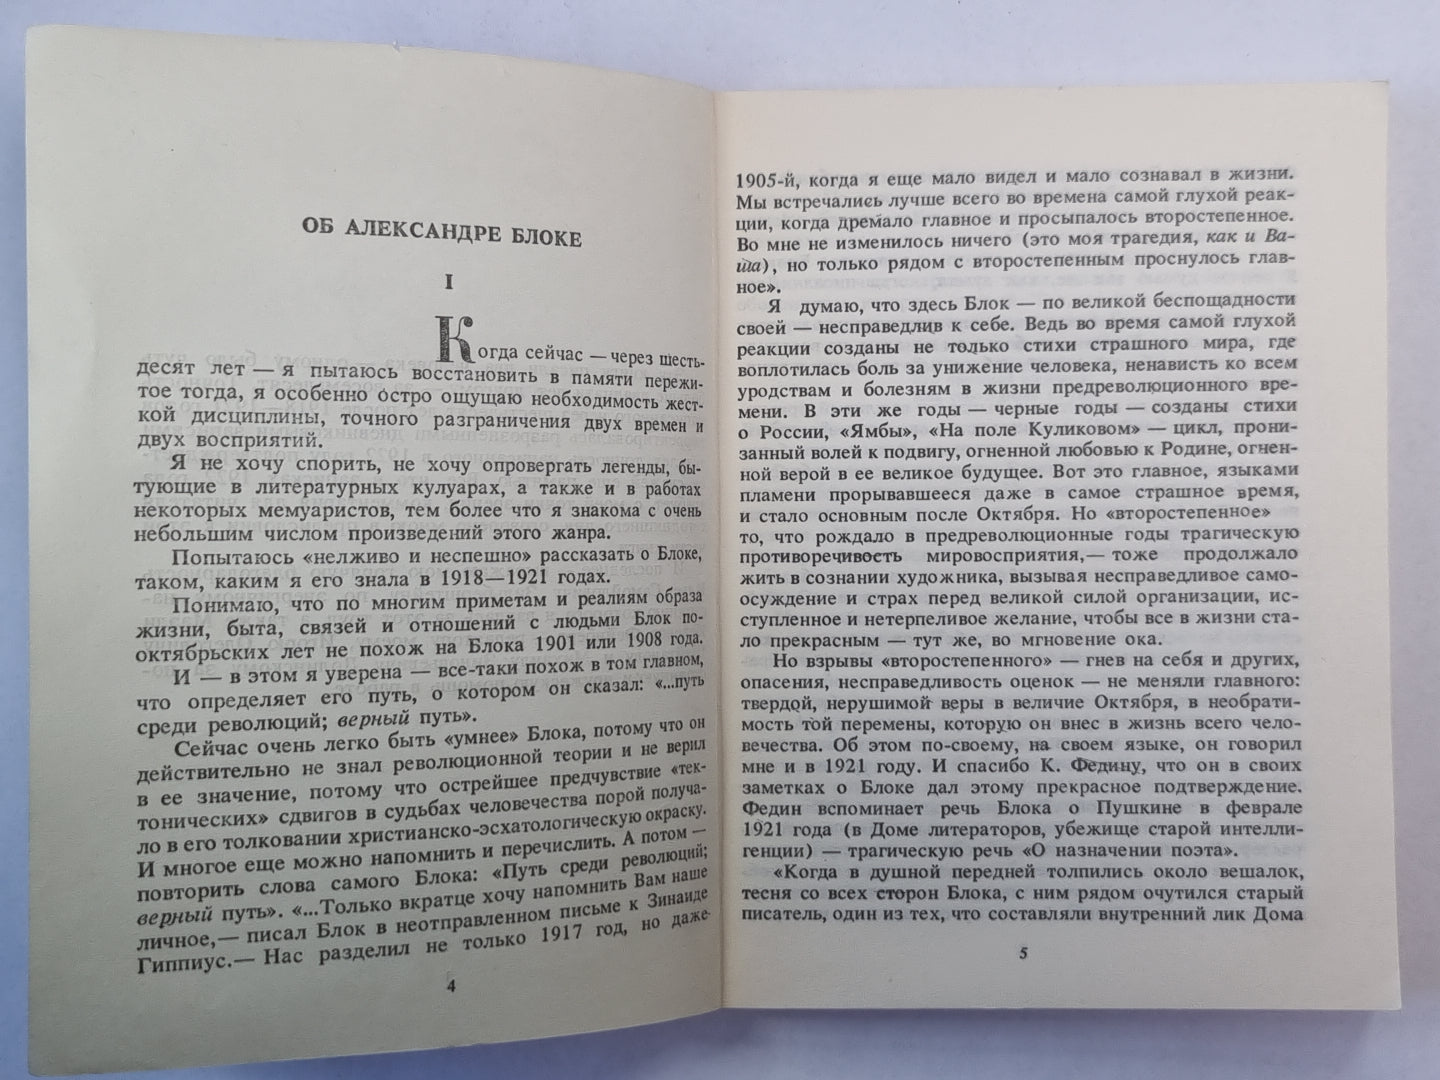 ОБ АЛЕКСАНДРЕ БЛОКЕ
I
Когда сейчас — через шесть-
десят лет — я пытаюсь восстановить в памяти пережи-
тое тогда, я особенно остро ощущаю необходимость жест-
кой дисциплины, точного разграничения двух времен и
двух восприятий.
Я не хочу спорить, не хочу опровергать легенды, бы-
тующие в литературных кулуарах, а также и в работах
некоторых мемуаристов, тем более что я знакома с очень
небольшим числом произведений этого жанра.
Попытаюсь «нелживо и неспешно» рассказать о Блоке,
таком, каким я его знала в 1918—1921 годах.
Понимаю, что по многим приметам и реалиям образа
жизни, быта, связей и отношений с людьми Блок по-
октябрьских лет не похож на Блока 1901 или 1908 года.
И — в этом я уверена — все-таки похож в том главном,
что определяет его путь, о котором он сказал: «...путь
среди революций; верный путь».
Сейчас очень легко быть «умнее» Блока, потому что он
действительно не знал революционной теории и не верил
в ее значение, потому что острейшее предчувствие «тек-
тонических» сдвигов в судьбах человечества порой получа-
ло в его толковании христианско-эсхатологическую окраску.
И многое еще можно напомнить и перечислить. А потом —
повторить слова самого Блока: «Путь среди революций;
верный путь». «...Только вкратце хочу напомнить Вам наше
личное,— писал Блок в неотправленном письме к Зинаиде
Гиппиус.— Нас разделил не только 1917 год, но даже
4
1905-й, когда я еще мало видел и мало сознавал в жизни.
Мы встречались лучше всего во времена самой глухой реак-
ции, когда дремало главное и просыпалось второстепенное.
Во мне не изменилось ничего (это моя трагедия, как и Ва-
ша), но только рядом с второстепенным проснулось глав-
ное».
Я думаю, что здесь Блок — по великой беспощадности
своей — несправедлив к себе. Ведь во время самой глухой
реакции созданы не только стихи страшного мира, где
воплотилась боль за унижение человека, ненависть ко всем
уродствам и болезням в жизни предреволюционного вре-
мени. В эти же годы — черные годы — созданы стихи
о России, «Ямбы», «На поле Куликовом» — цикл, прони-
занный волей к подвигу, огненной любовью к Родине, огнен-
ной верой в ее великое будущее. Вот это главное, языками
пламени прорывавшееся даже в самое страшное время,
и стало основным после Октября. Но «второстепенное»
то, что рождало в предреволюционные годы трагическую
противоречивость мировосприятия,— тоже продолжало
жить в сознании художника, вызывая несправедливое само-
осуждение и страх перед великой силой организации, ис-
ступленное и нетерпеливое желание, чтобы все в жизни ста-
ло прекрасным — тут же, во мгновение ока.
Но взрывы «второстепенного» — гнев на себя и других,
опасения, несправедливость оценок — не меняли главного:
твердой, нерушимой веры в величие Октября, в необрати-
мость той перемены, которую он внес в жизнь всего чело-
вечества. Об этом по-своему, на своем языке, он говорил
мне и в 1921 году. И спасибо К. Федину, что он в своих
заметках о Блоке дал этому прекрасное подтверждение.
Федин вспоминает речь Блока о Пушкине в феврале
1921 года (в Доме литераторов, убежище старой интелли-
генции) — трагическую речь «О назначении поэта».
«Когда в душной передней толпились около вешалок,
тесня со всех сторон Блока, с ним рядом очутился старый
писатель, один из тех, что составляли внутренний лик Дома
5